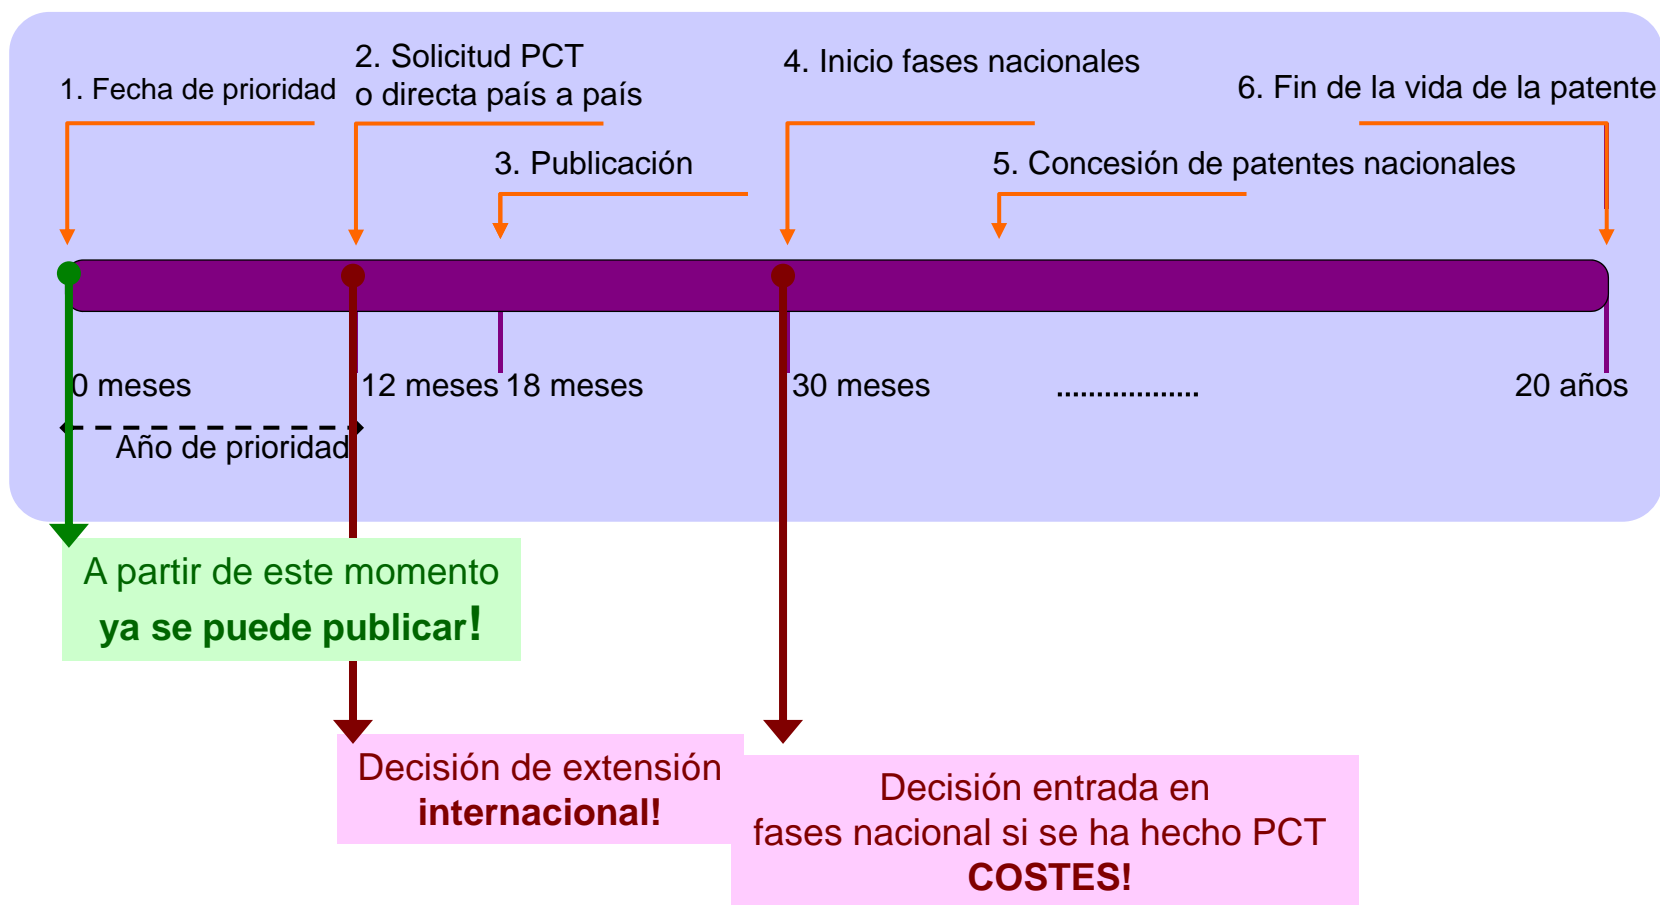 1. Fecha de prioridad
2. Solicitud PCT
o directa país a país
3. Publicación
4. Inicio fases nacionales
5. Concesión de patentes nacionales
6. Fin de la vida de la patente
0 meses
12 meses
18 meses
30 meses
..................
20 años
Año de prioridad
A partir de este momento
ya se puede publicar!
Decisión de extensión
internacional!
Decisión entrada en
fases nacional si se ha hecho PCT
COSTES!